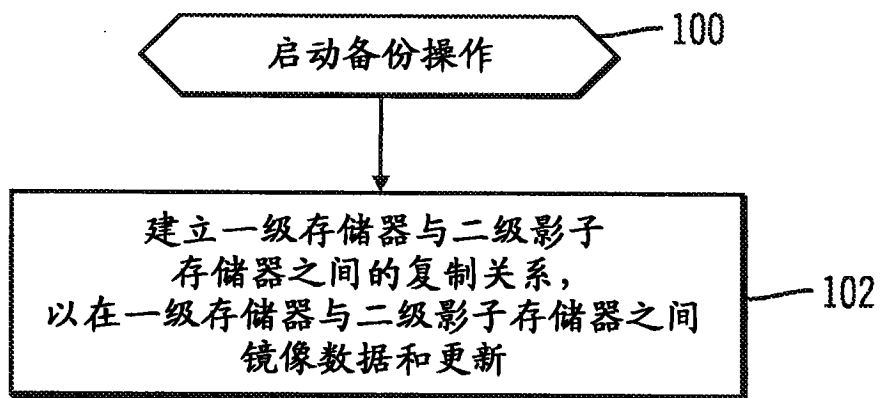 启动备份操作
100
建立一级存储器与二级影子
存储器之间的复制关系，
以在一级存储器与二级影子存储器之间
镜像数据和更新
102